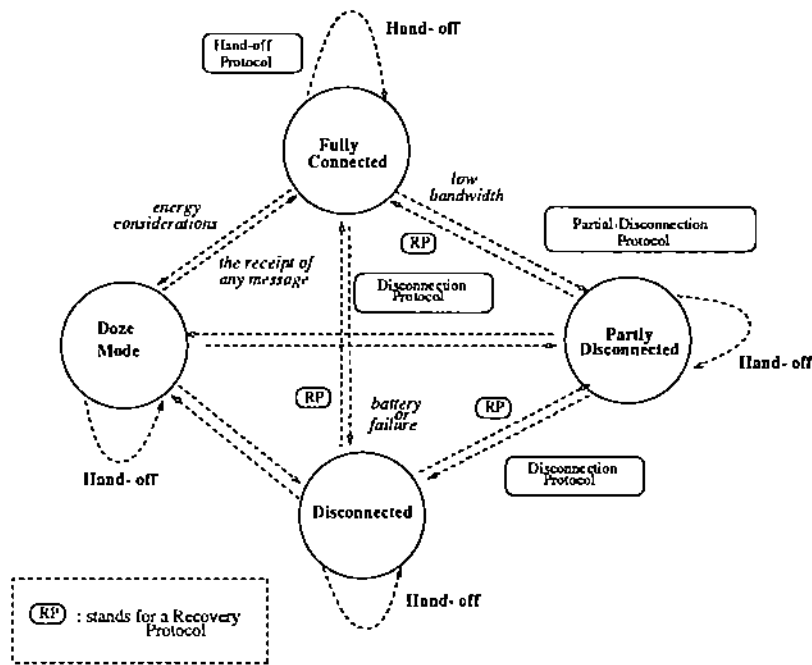 Hand- off
Hand-off
Protocol
Fully
Connected
low
bandwidth
energy
considerations
RP
Partial-Disconnection
Protocol
the receipt of
any message
Disconnection
Protocol
Doze
Mode
Partly
Disconnected
Hand- off
RP
battery
or
failure
RP
Hand- off
Disconnection
Protocol
Disconnected
Hand- off
RP : stands for a Recovery
Protocol